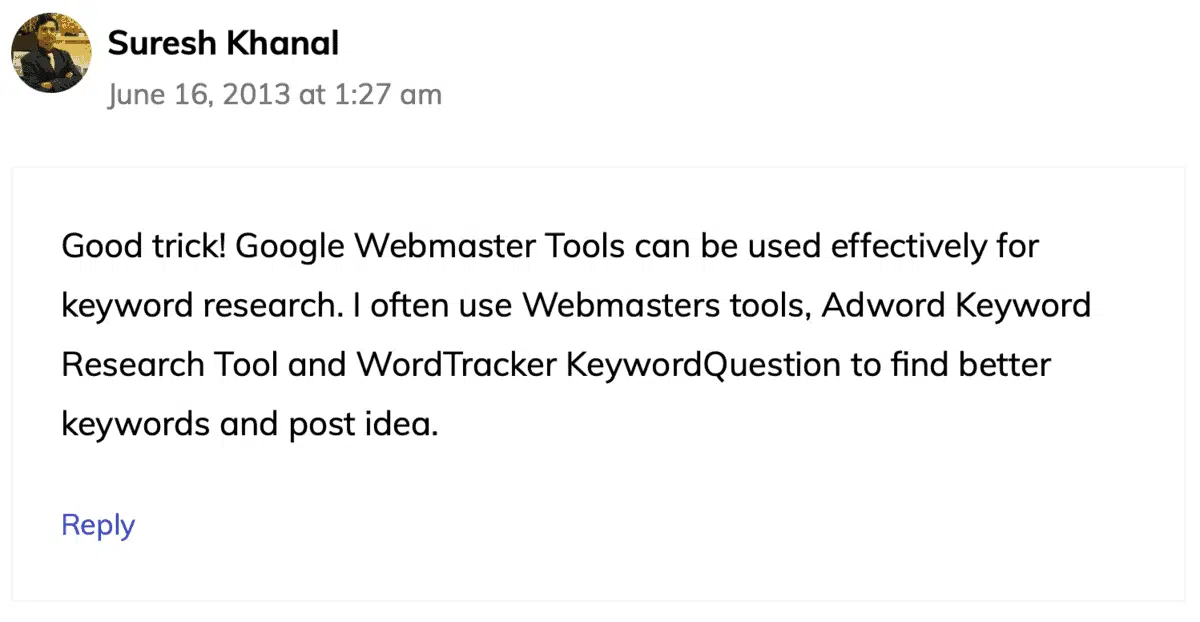 Suresh Khanal
June 16, 2013 at 1:27 am
Good trick! Google Webmaster Tools can be used effectively for
keyword research. I often use Webmasters tools, Adword Keyword
Research Tool and WordTracker KeywordQuestion to find better
keywords and post idea.
Reply